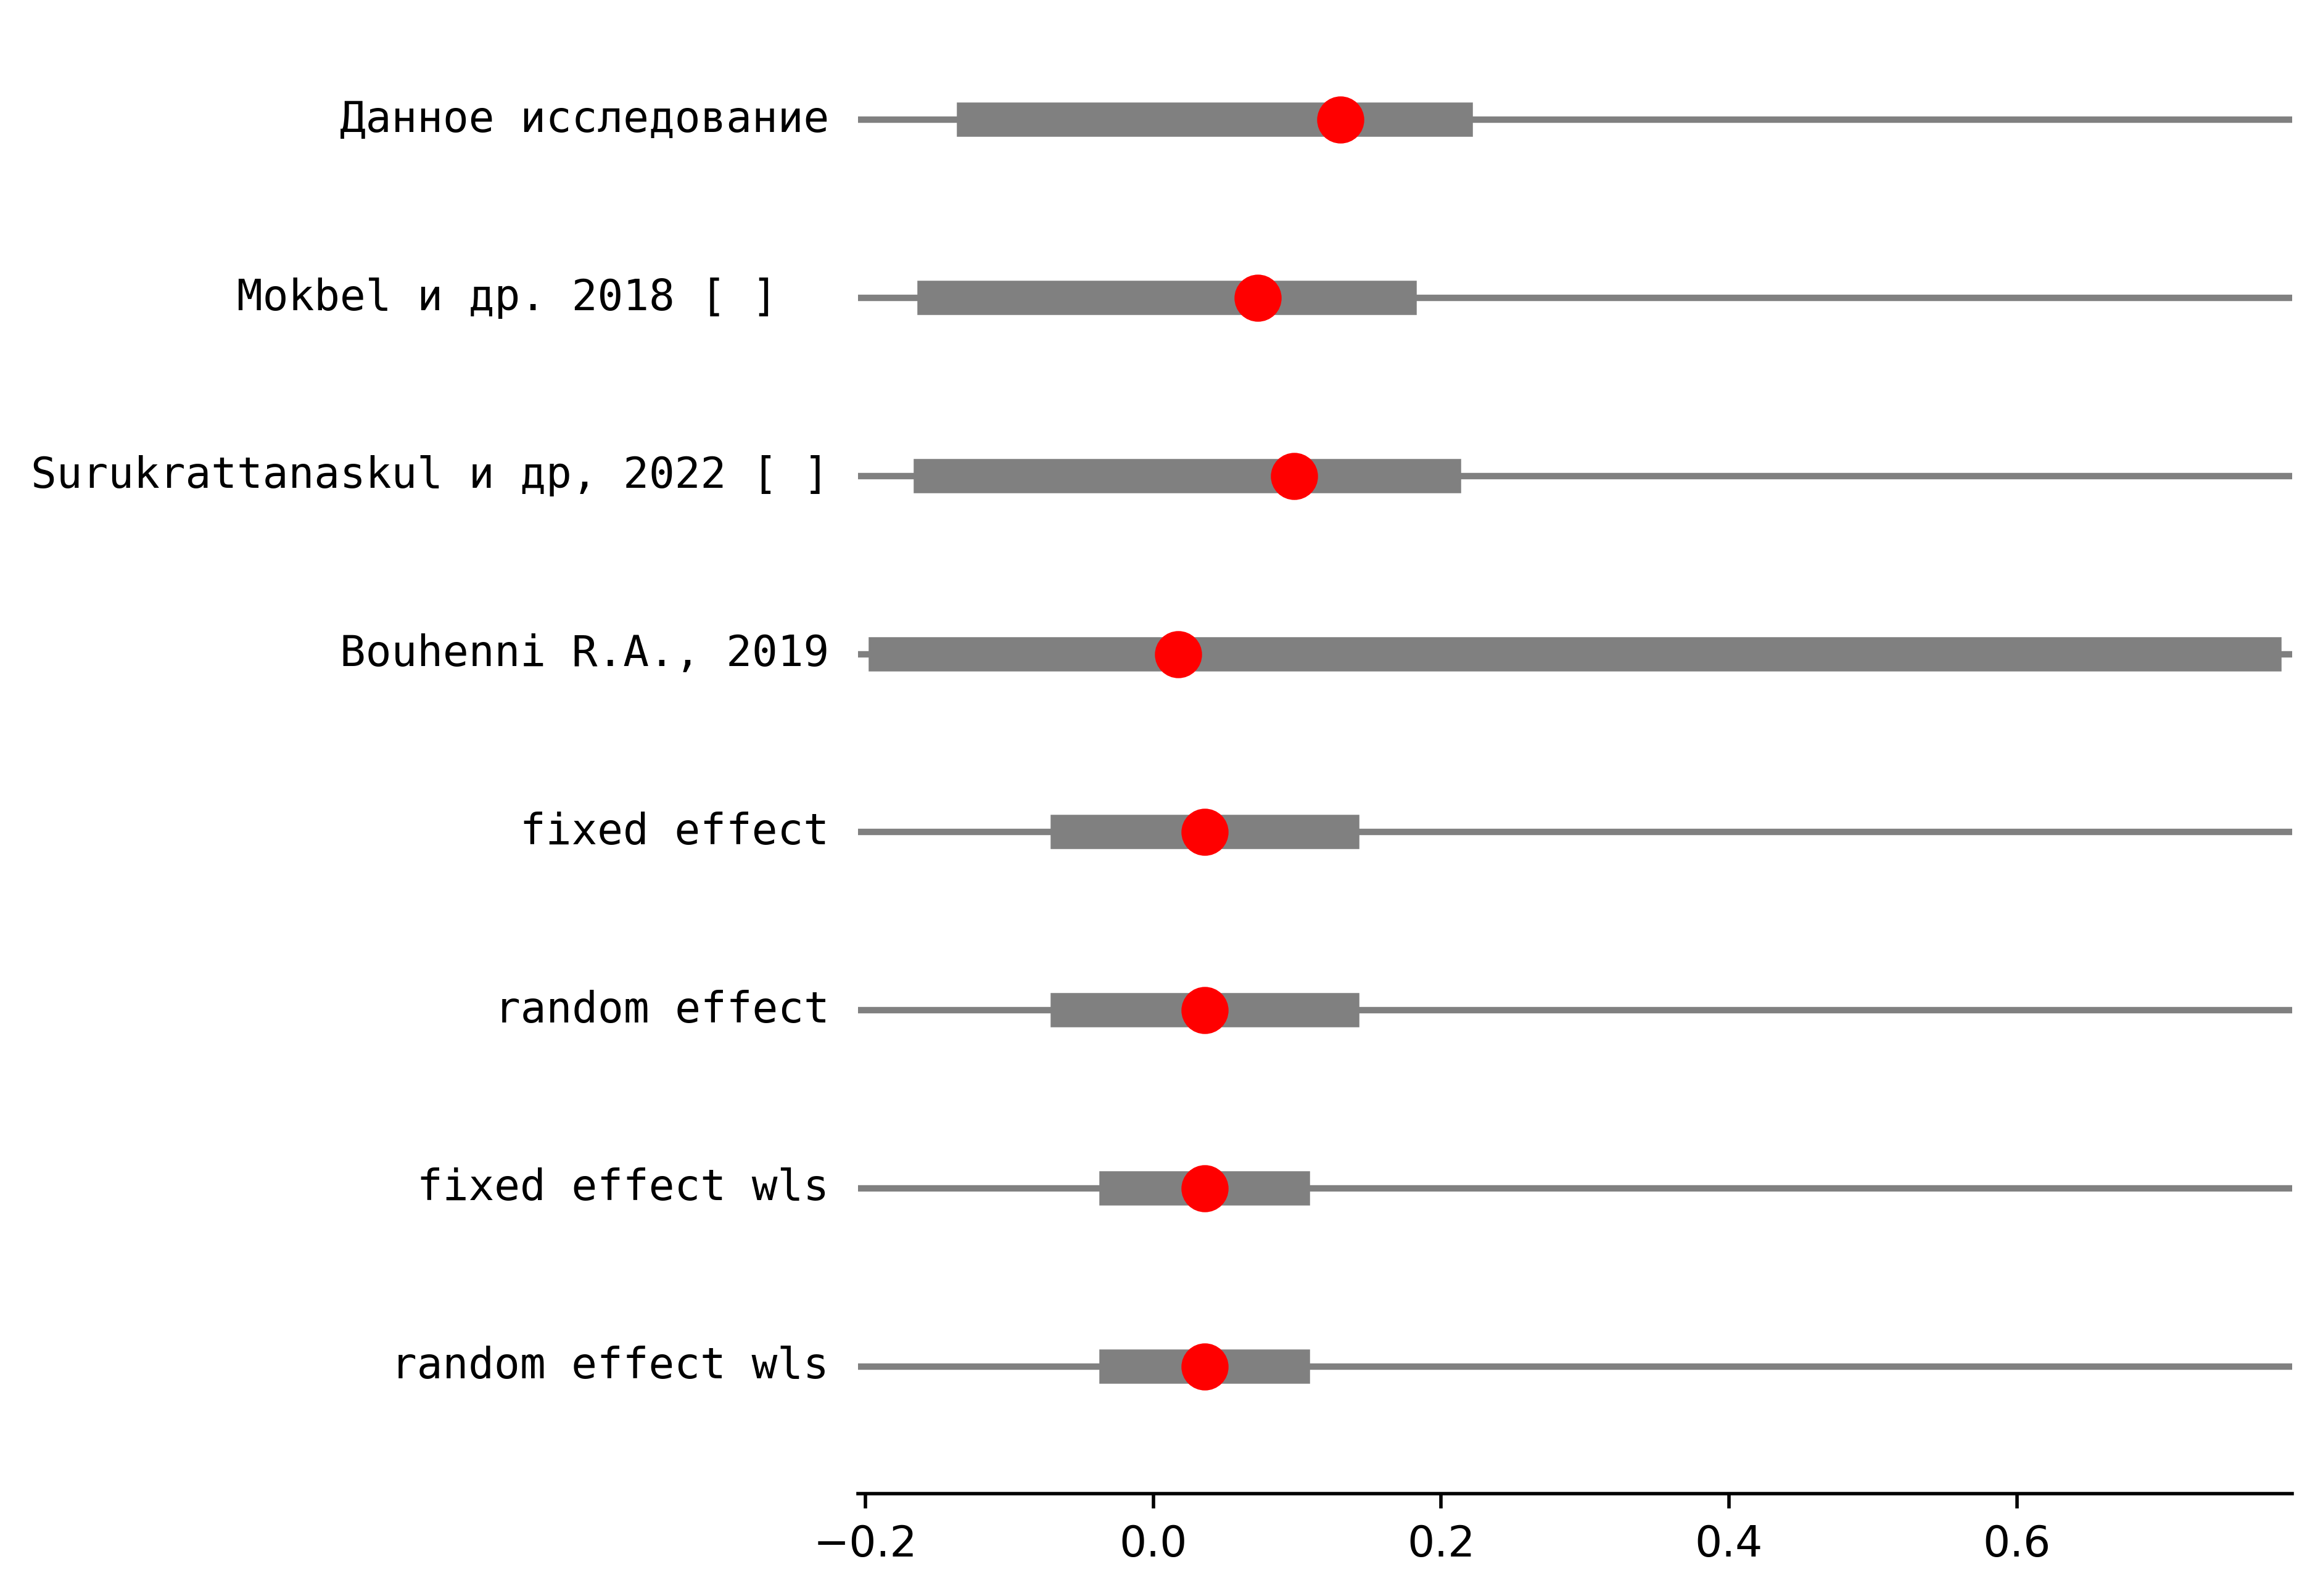 Данное исследование
Mokbel и др. 2018 [ ]
Surukrattanaskul и др, 2022 [ ]
Bouhenni R.A., 2019
fixed effect
random effect
fixed effect wls
random effect wls
−0.2 0.0 0.2 0.4 0.6